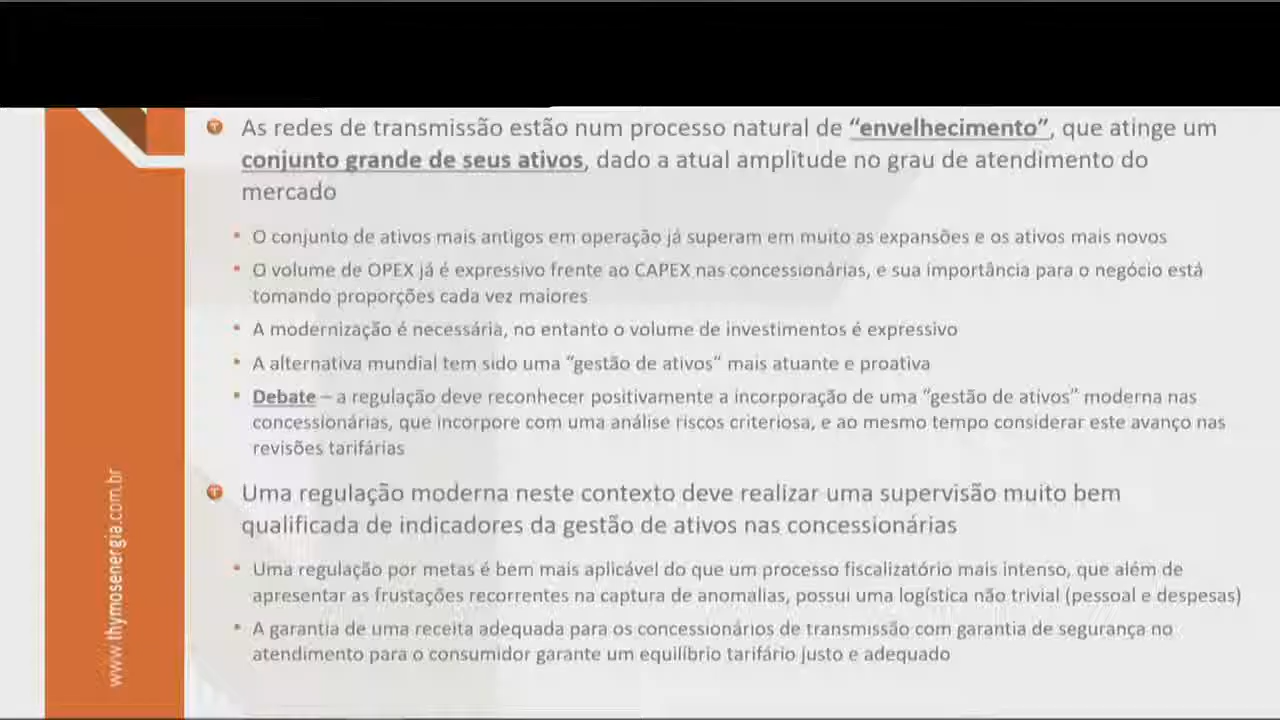 As redes de transmissão estão num processo natural de “envelhecimento”, que atinge um
conjunto grande de seus ativos, dado a atual amplitude no grau de atendimento do
mercado
O conjunto de ativos mais antigos em operação já superam em muito as expansões e os ativos mais novos
O volume de OPEX já é expressivo frente ao CAPEX nas concessionárias, e sua importância para o negócio está
tomando proporções cada vez maiores
A modernização é necessária, no entanto o volume de investimentos é expressivo
A alternativa mundial tem sido uma “gestão de ativos” mais atuante e proativa
Debate – a regulação deve reconhecer positivamente a incorporação de uma “gestão de ativos” moderna nas
concessionárias, que incorpore com uma análise riscos criteriosa, e ao mesmo tempo considerar este avanço nas
revisões tarifárias
Uma regulação moderna neste contexto deve realizar uma supervisão muito bem
qualificada de indicadores da gestão de ativos nas concessionárias
Uma regulação por metas é bem mais aplicável do que um processo fiscalizatório mais intenso, que além de
apresentar as frustações recorrentes na captura de anomalias, possui uma logística não trivial (pessoal e despesas)
A garantia de uma receita adequada para os concessionários de transmissão com garantia de segurança no
atendimento para o consumidor garante um equilíbrio tarifário justo e adequado
www.thymosenergia.com.br